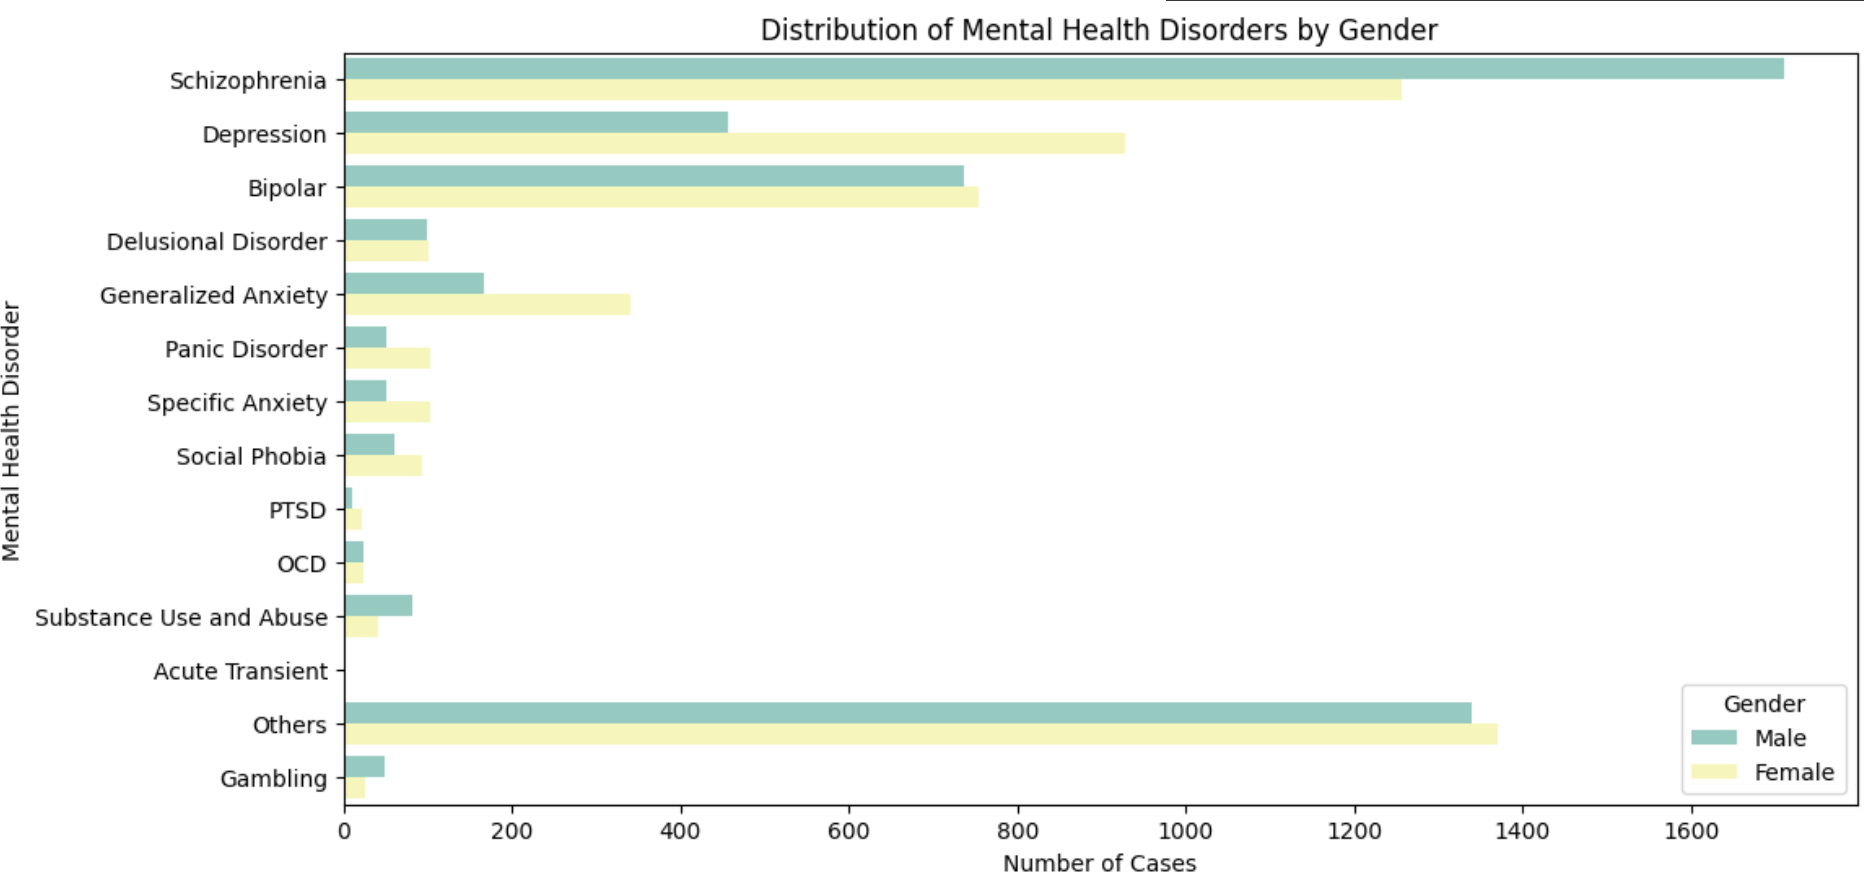 Distribution of Mental Health Disorders by Gender
Mental Health Disorder
Schizophrenia
Depression
Bipolar
Delusional Disorder
Generalized Anxiety
Panic Disorder
Specific Anxiety
Social Phobia
PTSD
OCD
Substance Use and Abuse
Acute Transient
Others
Gambling
Gender
Male
Female
0 200 400 600 800 1000 1200 1400 1600
Number of Cases